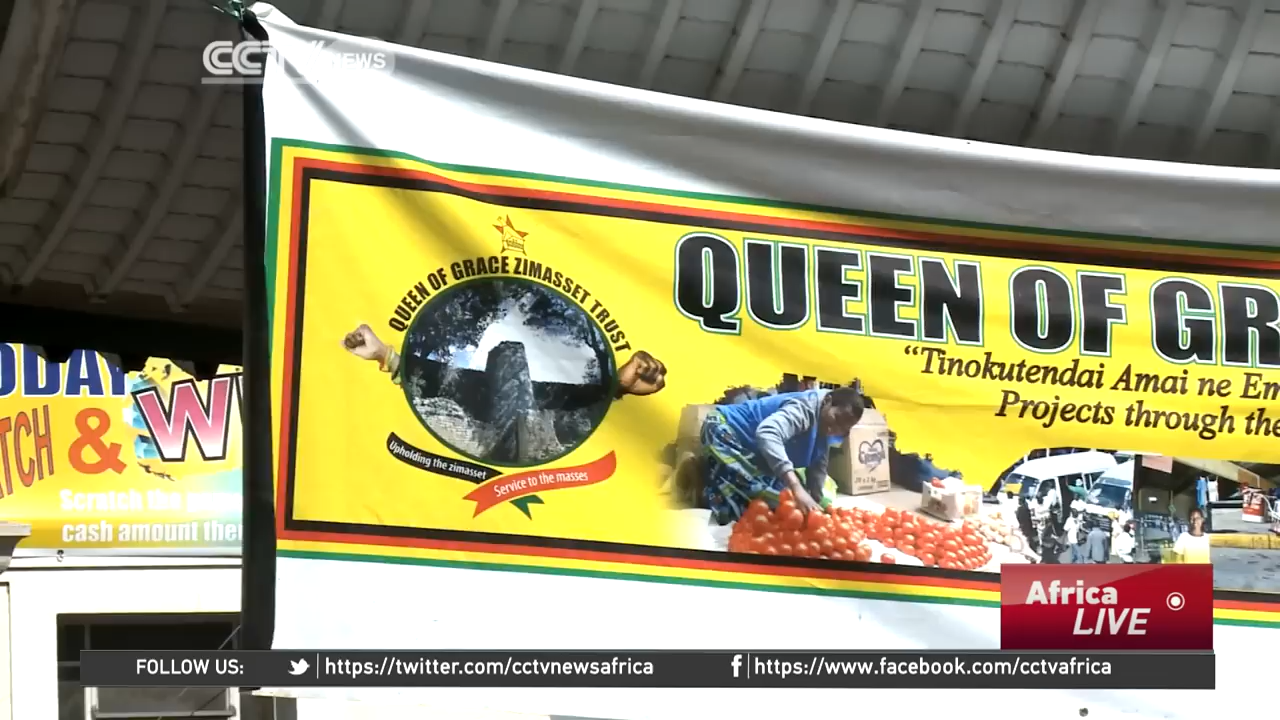 CCTV NEWS
QUEEN OF GRACE ZIMASSET TRUST
Upholding the zimasset
Service to the masses
QUEEN OF GR
“Tinokutendai Amai ne Em
Projects through the
ODAY
TCH & W
Scratch the
cash amount ther
Africa
LIVE
FOLLOW US:
https://twitter.com/cctvnewsafrica
https://www.facebook.com/cctvafrica